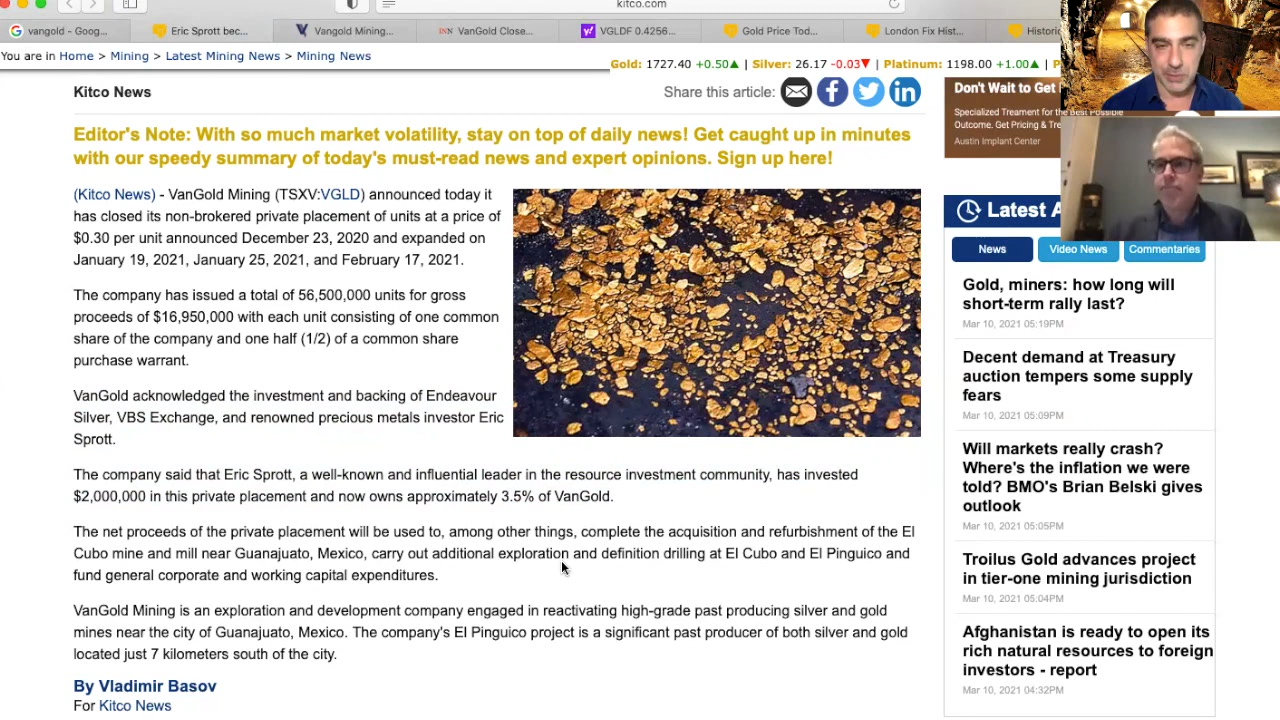 kitco.com
vangold - Goog...
Eric Sprott bec...
Vangold Mining...
INN VanGold Close...
VGLDF 0.4256...
Gold Price Tod...
London Fix Hist...
You are in Home > Mining > Latest Mining News > Mining News
Gold: 1727.40 +0.50▲ | Silver: 26.17 -0.03▼ | Platinum: 1198.00 +1.00▲ |
Kitco News
Share this article:
Editor's Note: With so much market volatility, stay on top of daily news! Get caught up in minutes
with our speedy summary of today's must-read news and expert opinions. Sign up here!
(Kitco News) - VanGold Mining (TSXV:VGLD) announced today it
has closed its non-brokered private placement of units at a price of
$0.30 per unit announced December 23, 2020 and expanded on
January 19, 2021, January 25, 2021, and February 17, 2021.
The company has issued a total of 56,500,000 units for gross
proceeds of $16,950,000 with each unit consisting of one common
share of the company and one half (1/2) of a common share
purchase warrant.
VanGold acknowledged the investment and backing of Endeavour
Silver, VBS Exchange, and renowned precious metals investor Eric
Sprott.
The company said that Eric Sprott, a well-known and influential leader in the resource investment community, has invested
$2,000,000 in this private placement and now owns approximately 3.5% of VanGold.
The net proceeds of the private placement will be used to, among other things, complete the acquisition and refurbishment of the El
Cubo mine and mill near Guanajuato, Mexico, carry out additional exploration and definition drilling at El Cubo and El Pinguico and
fund general corporate and working capital expenditures.
VanGold Mining is an exploration and development company engaged in reactivating high-grade past producing silver and gold
mines near the city of Guanajuato, Mexico. The company's El Pinguico project is a significant past producer of both silver and gold
located just 7 kilometers south of the city.
By Vladimir Basov
For Kitco News
Don't Wait to Get
Specialized Treament for the Best Possible
Outcome. Get Pricing &
Austin Implant Center
Latest
News
Video News
Commentaries
Gold, miners: how long will
short-term rally last?
Mar 10, 2021 05:19PM
Decent demand at Treasury
auction tempers some supply
fears
Mar 10, 2021 05:09PM
Will markets really crash?
Where's the inflation we were
told? BMO's Brian Belski gives
outlook
Mar 10, 2021 05:05PM
Troilus Gold advances project
in tier-one mining jurisdiction
Mar 10, 2021 05:04PM
Afghanistan is ready to open its
rich natural resources to foreign
investors - report
Mar 10, 2021 04:32PM